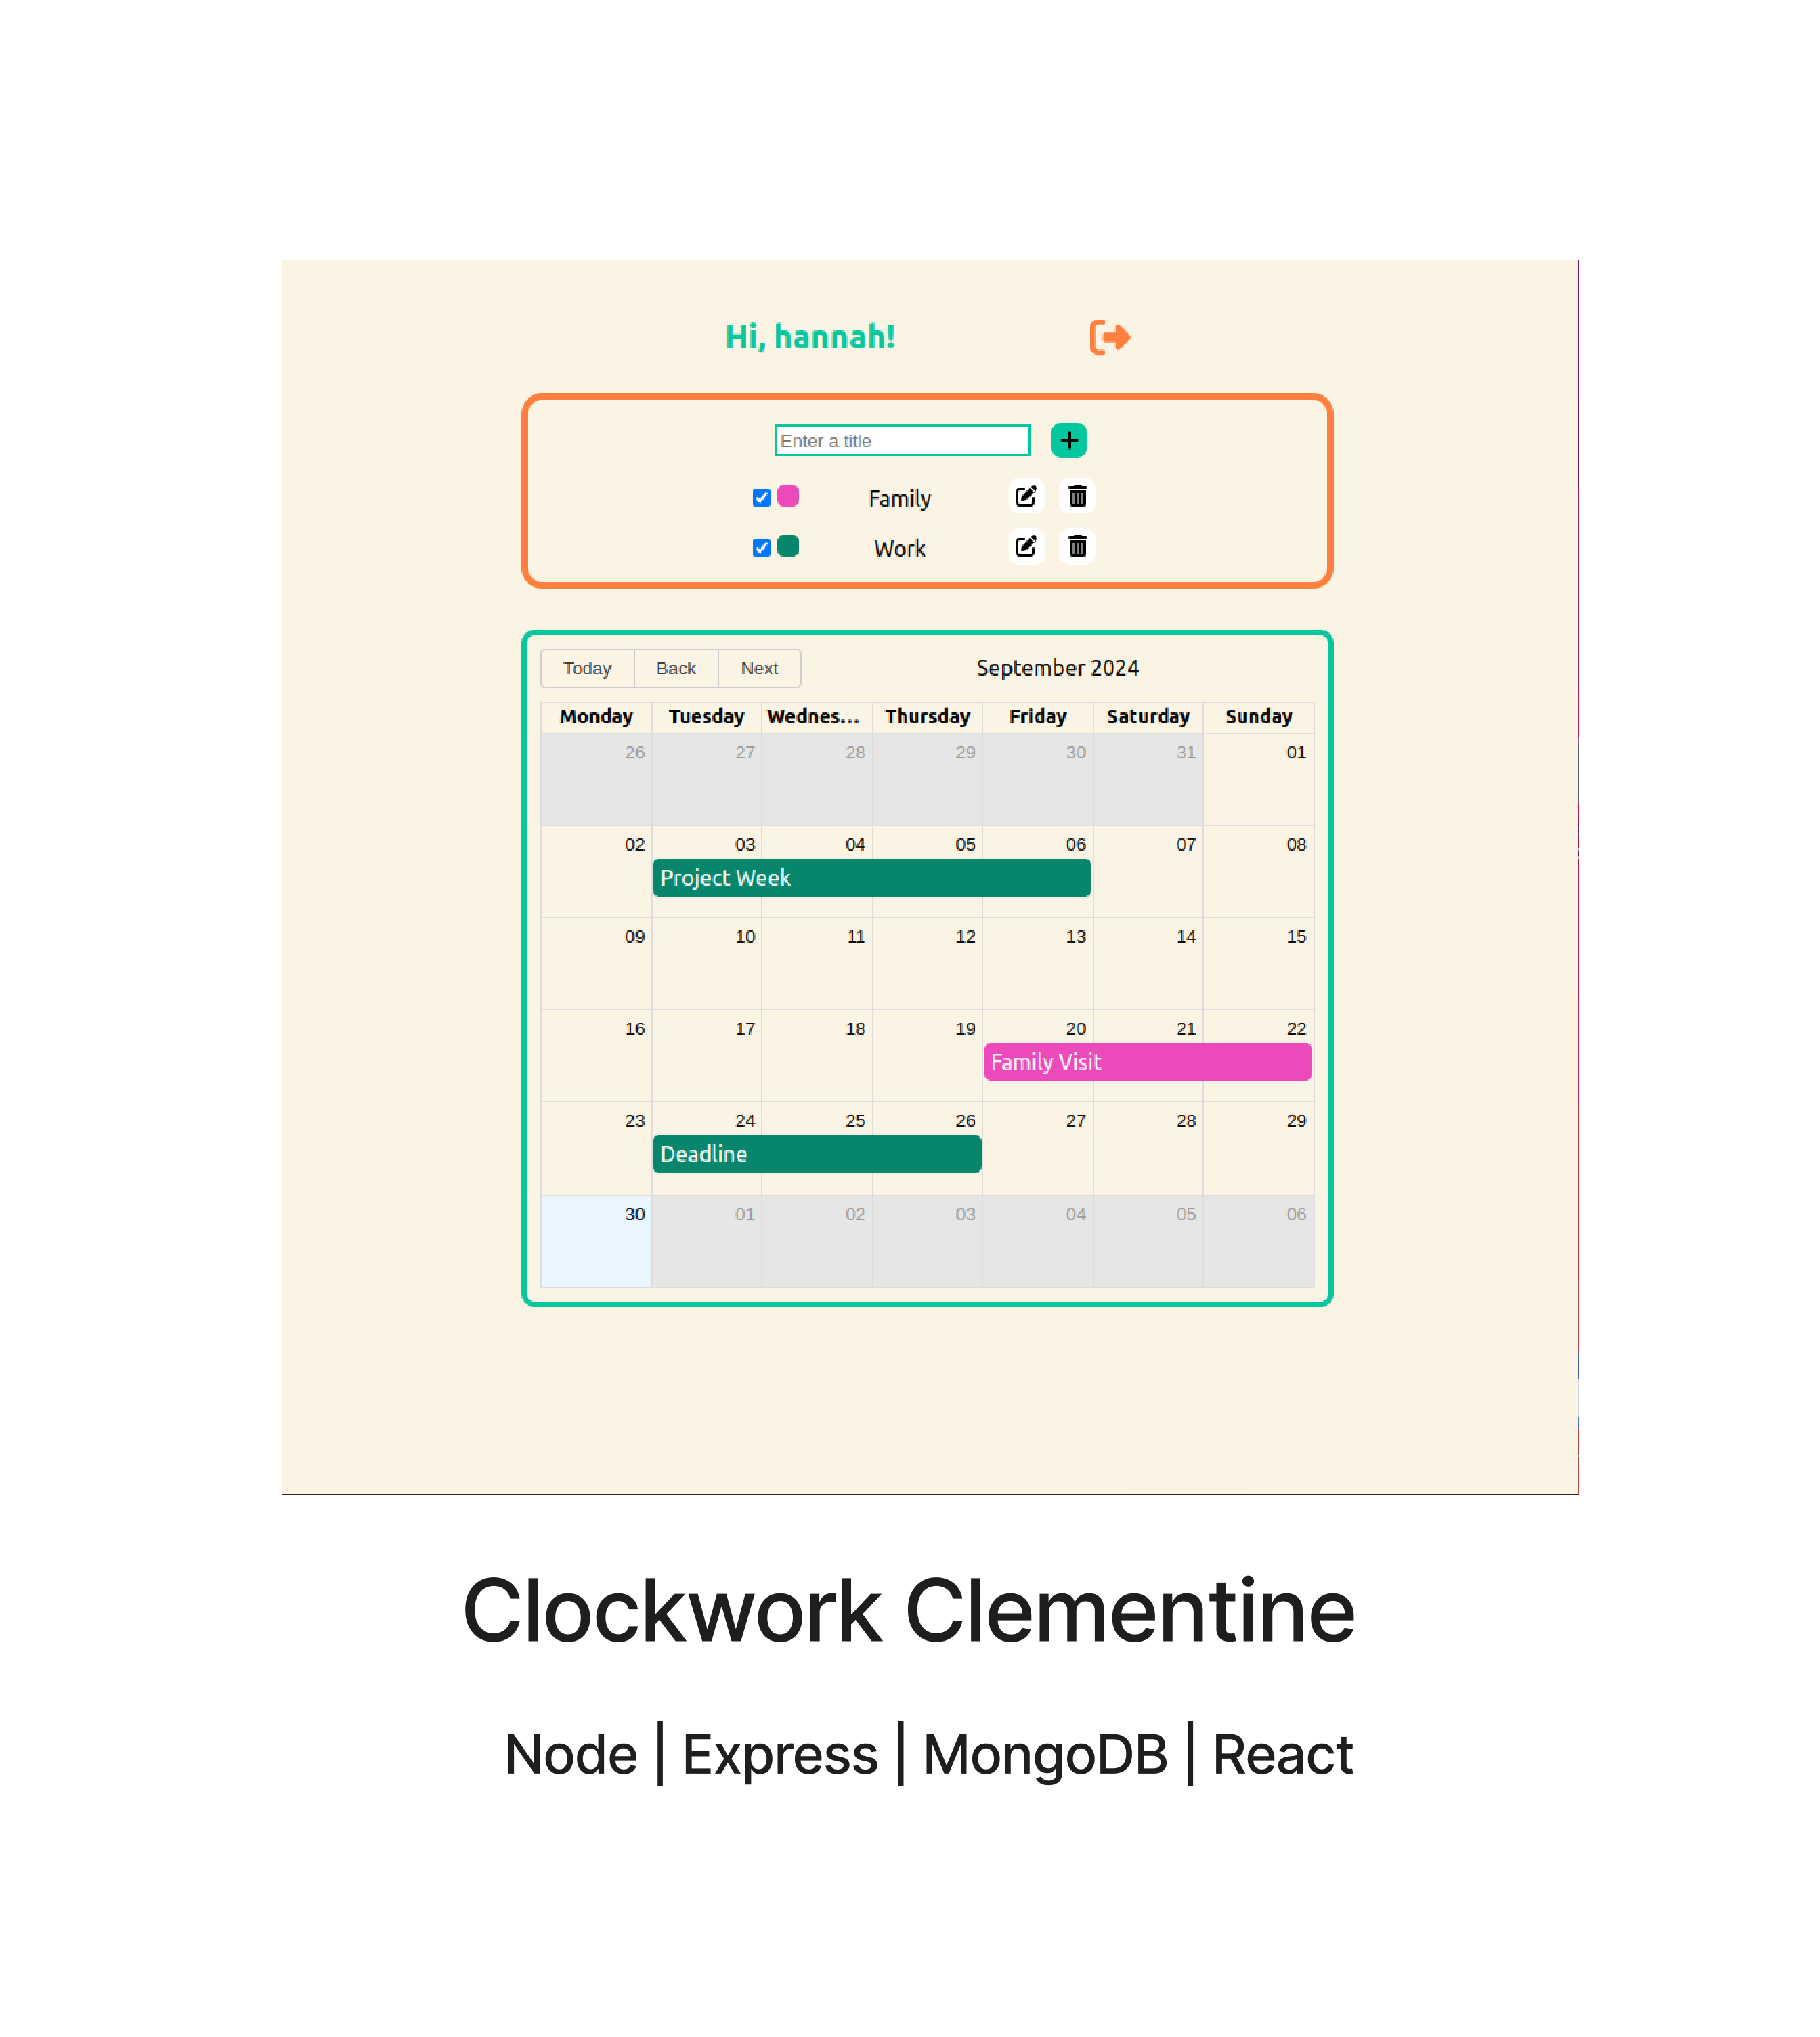 Hi, hannah!
Enter a title
Family
Work
Today Back Next September 2024
Monday Tuesday Wednes… Thursday Friday Saturday Sunday
26 27 28 29 30 31 01
02 03 04 05 06 07 08
Project Week
09 10 11 12 13 14 15
16 17 18 19 20 21 22
Family Visit
23 24 25 26 27 28 29
Deadline
30 01 02 03 04 05 06
Clockwork Clementine
Node | Express | MongoDB | React